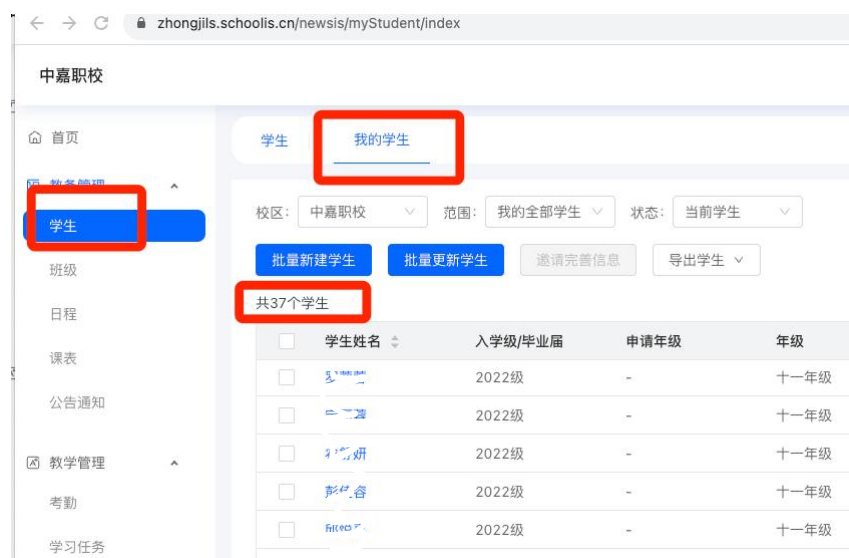 zhongjils.schoolis.cn/newsis/myStudent/index
中嘉职校
首页
学生 我的学生
教务管理
学生
校区: 中嘉职校 范围: 我的全部学生 状态: 当前学生
班级
批量新建学生 批量更新学生 邀请完善信息 导出学生
共37个学生
日程
学生姓名 入学级/毕业届 申请年级 年级
课表
2022级 - 十一年级
公告通知
2022级 - 十一年级
教学管理
妍 2022级 - 十一年级
考勤
彭 容 2022级 - 十一年级
2022级 - 十一年级
学习任务